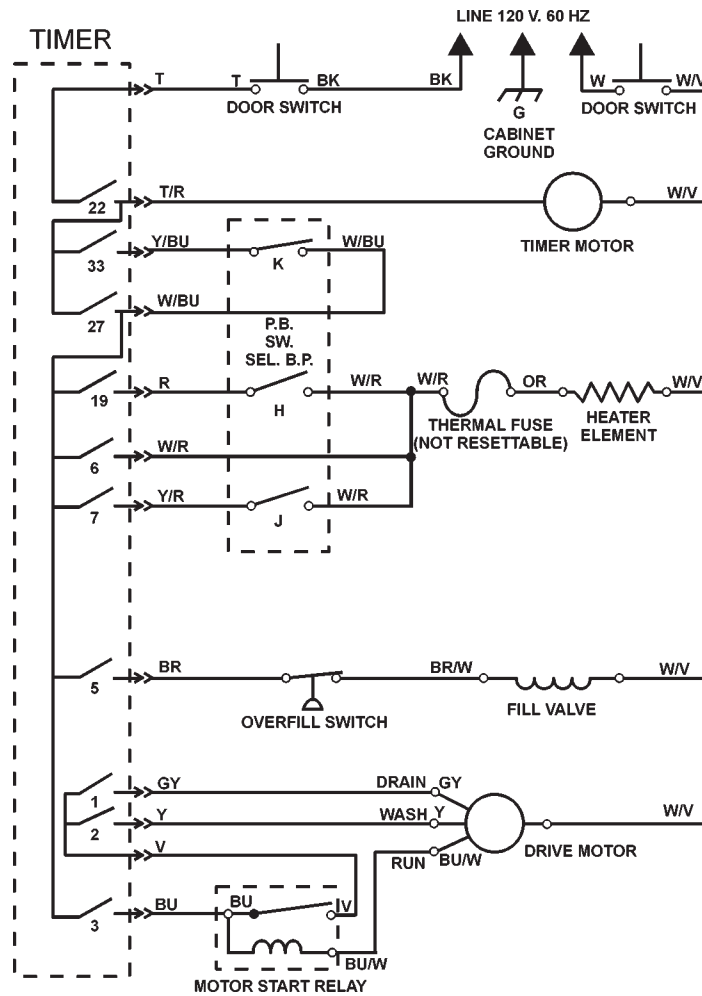 LINE 120 V. 60 HZ
TIMER
T
T
BK
BK
W
W/V
DOOR SWITCH
G
CABINET
GROUND
DOOR SWITCH
22
T/R
W/V
TIMER MOTOR
33
Y/BU
K
W/BU
27
W/BU
P.B.
SW.
SEL. B.P.
19
R
H
W/R
W/R
OR
W/V
THERMAL FUSE
(NOT RESETTABLE)
HEATER
ELEMENT
6
W/R
7
Y/R
J
W/R
5
BR
BR/W
W/V
OVERFILL SWITCH
FILL VALVE
1
GY
DRAIN
GY
2
Y
WASH
Y
W/V
V
RUN
BU/W
DRIVE MOTOR
3
BU
BU
V
BU/W
MOTOR START RELAY